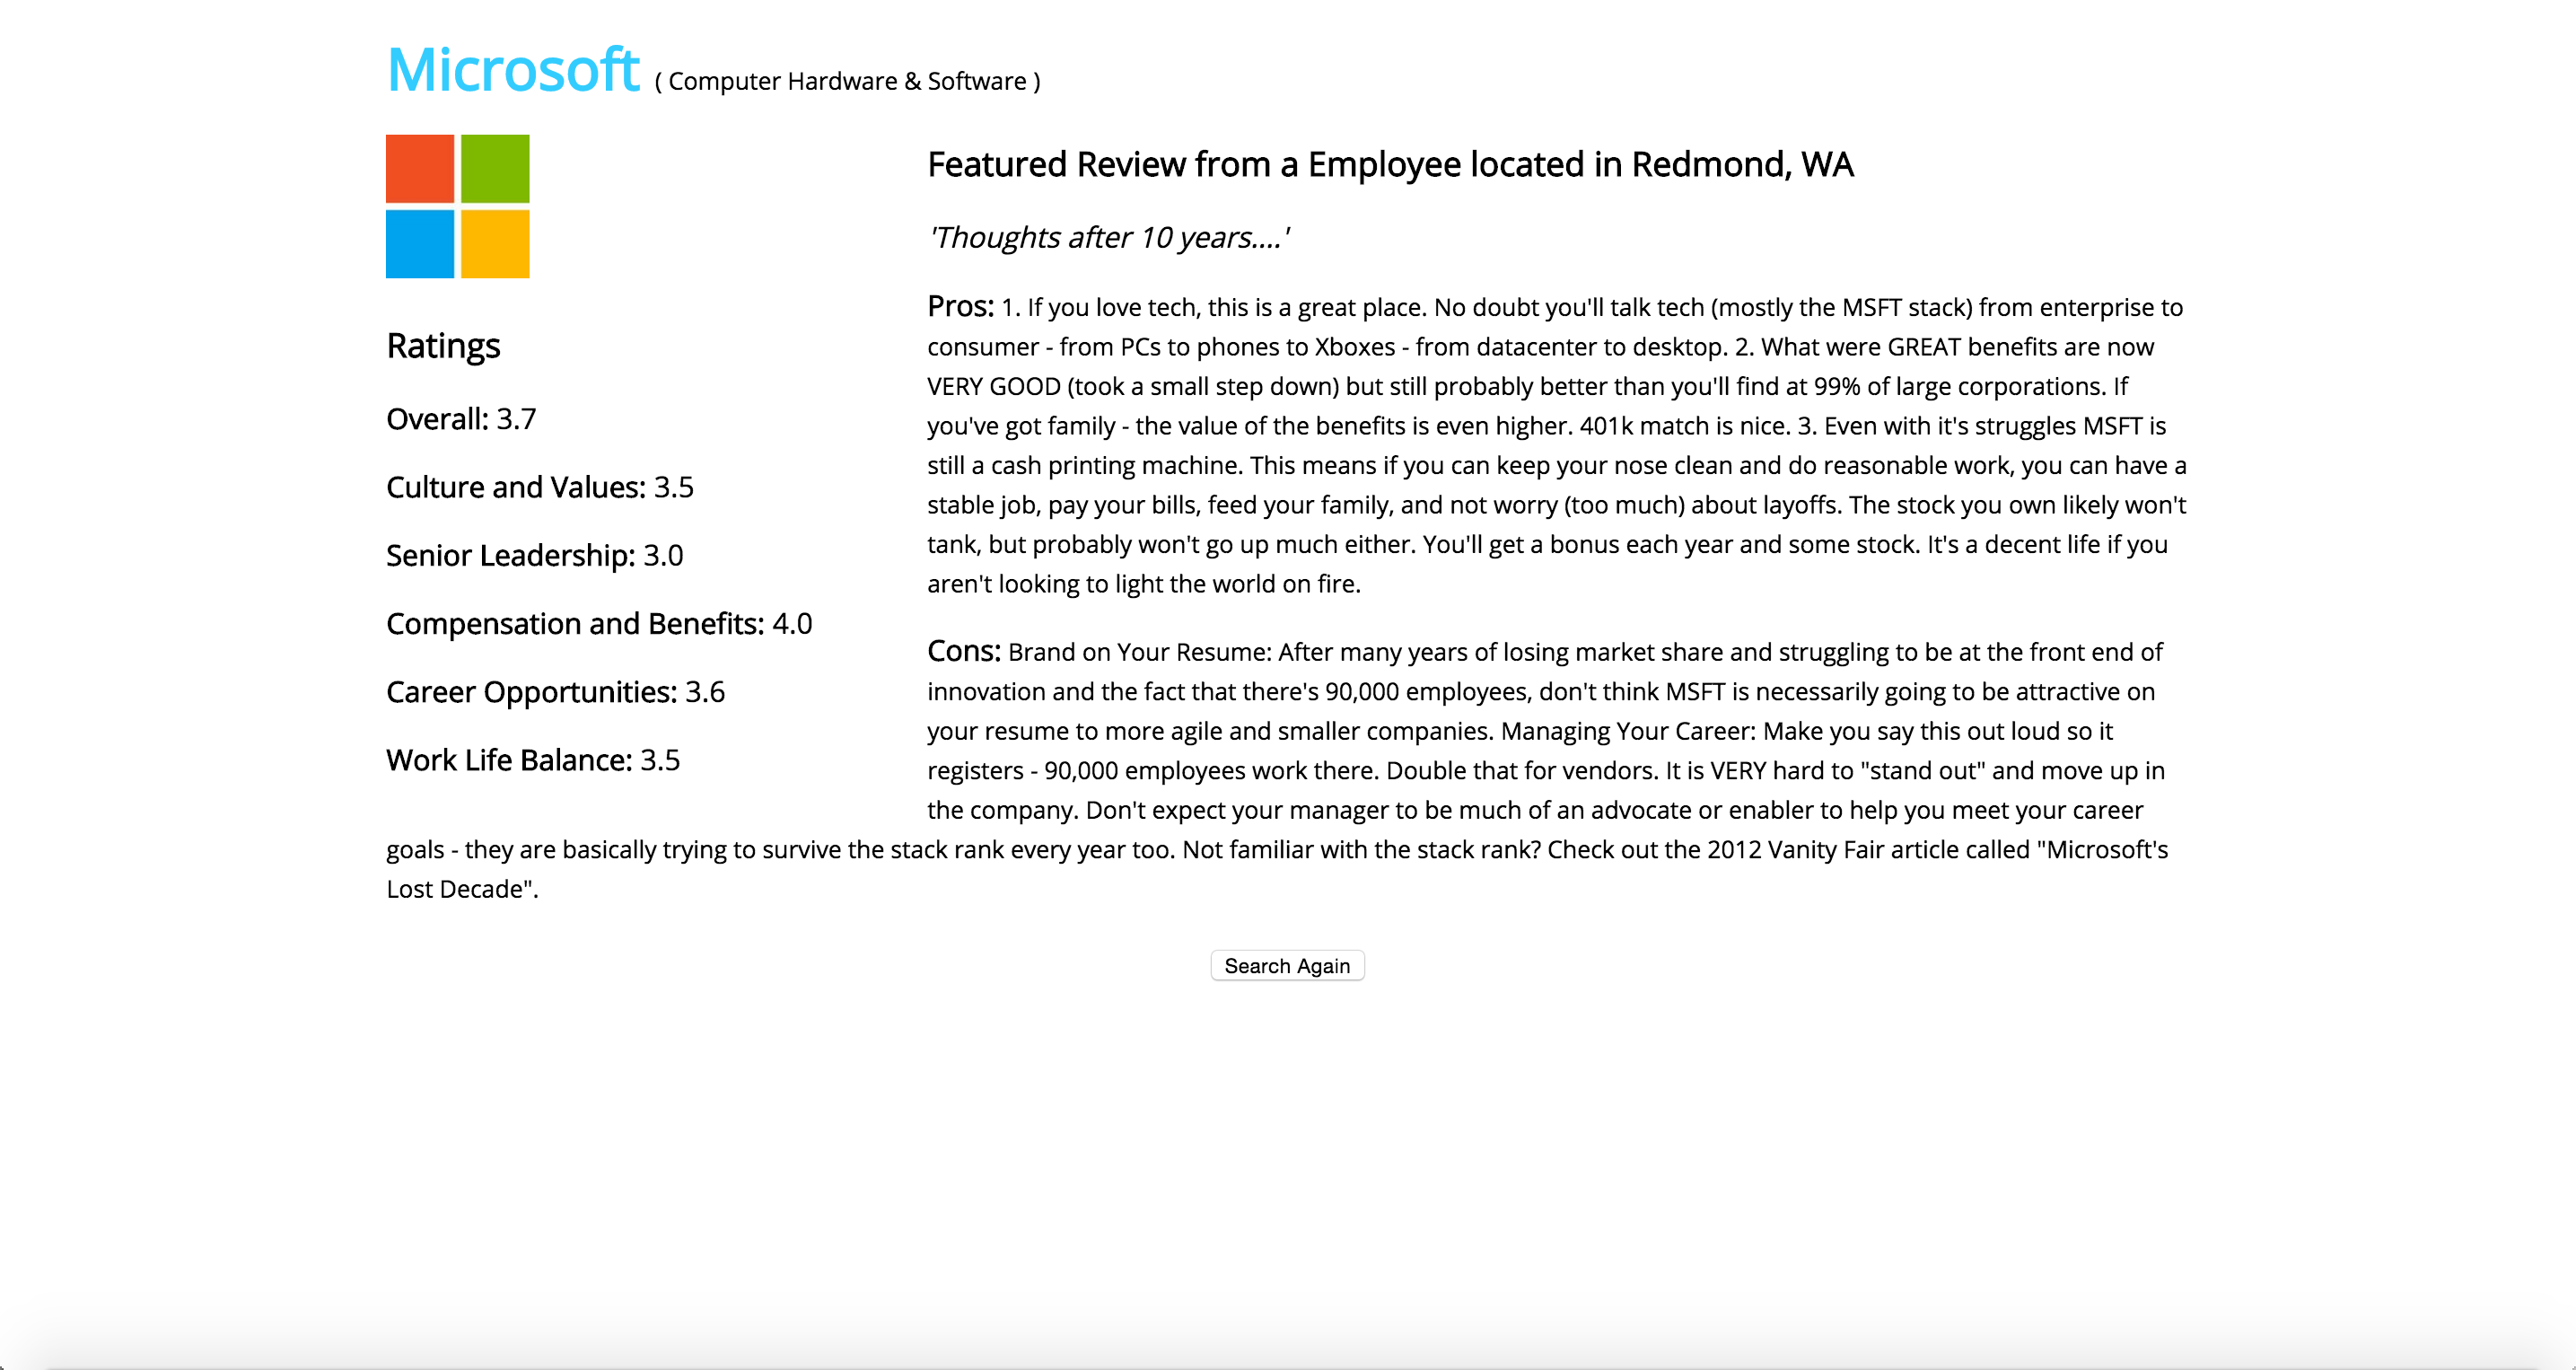 Microsoft ( Computer Hardware & Software )
Ratings
Overall: 3.7
Culture and Values: 3.5
Senior Leadership: 3.0
Compensation and Benefits: 4.0
Career Opportunities: 3.6
Work Life Balance: 3.5
Featured Review from a Employee located in Redmond, WA
'Thoughts after 10 years....'
Pros: 1. If you love tech, this is a great place. No doubt you'll talk tech (mostly the MSFT stack) from enterprise to
consumer - from PCs to phones to Xboxes - from datacenter to desktop. 2. What were GREAT benefits are now
VERY GOOD (took a small step down) but still probably better than you'll find at 99% of large corporations. If
you've got family - the value of the benefits is even higher. 401k match is nice. 3. Even with it's struggles MSFT is
still a cash printing machine. This means if you can keep your nose clean and do reasonable work, you can have a
stable job, pay your bills, feed your family, and not worry (too much) about layoffs. The stock you own likely won't
tank, but probably won't go up much either. You'll get a bonus each year and some stock. It's a decent life if you
aren't looking to light the world on fire.
Cons: Brand on Your Resume: After many years of losing market share and struggling to be at the front end of
innovation and the fact that there's 90,000 employees, don't think MSFT is necessarily going to be attractive on
your resume to more agile and smaller companies. Managing Your Career: Make you say this out loud so it
registers - 90,000 employees work there. Double that for vendors. It is VERY hard to "stand out" and move up in
the company. Don't expect your manager to be much of an advocate or enabler to help you meet your career
goals - they are basically trying to survive the stack rank every year too. Not familiar with the stack rank? Check out the 2012 Vanity Fair article called "Microsoft's
Lost Decade".
Search Again